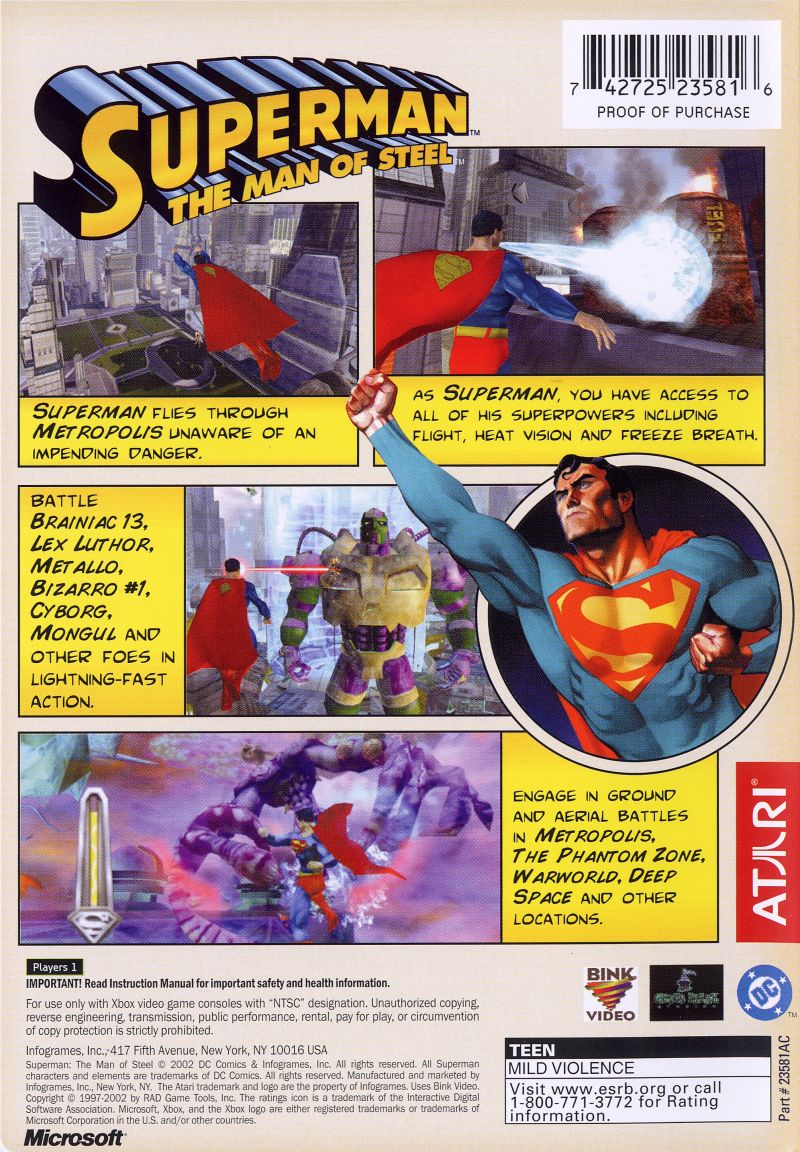 7 42725 23581 6
PROOF OF PURCHASE
SUPERMAN™
THE MAN OF STEEL™
FUEL
SUPERMAN FLIES THROUGH
METROPOLIS UNAWARE OF AN
IMPENDING DANGER.
AS SUPERMAN, YOU HAVE ACCESS TO
ALL OF HIS SUPERPOWERS INCLUDING
FLIGHT, HEAT VISION AND FREEZE BREATH.
BATTLE
BRAINIAC 13,
LEX LUTHOR,
METALLO,
BIZARRO #1,
CYBORG,
MONGUL AND
OTHER FOES IN
LIGHTNING-FAST
ACTION.
S
ENGAGE IN GROUND
AND AERIAL BATTLES
IN METROPOLIS,
THE PHANTOM ZONE,
WARWORLD, DEEP
SPACE AND OTHER
LOCATIONS.
ATARI®
Players 1
IMPORTANT! Read Instruction Manual for important safety and health information.
For use only with Xbox video game consoles with “NTSC” designation. Unauthorized copying,
reverse engineering, transmission, public performance, rental, pay for play, or circumvention
of copy protection is strictly prohibited.
Infogrames, Inc., 417 Fifth Avenue, New York, NY 10016 USA
Superman: The Man of Steel © 2002 DC Comics & Infogrames, Inc. All rights reserved. All Superman
characters and elements are trademarks of DC Comics. All rights reserved. Manufactured and marketed by
Infogrames, Inc., New York, NY. The Atari trademark and logo are the property of Infogrames. Uses Bink Video.
Copyright © 1997-2002 by RAD Game Tools, Inc. The ratings icon is a trademark of the Interactive Digital
Software Association. Microsoft, Xbox, and the Xbox logo are either registered trademarks or trademarks of
Microsoft Corporation in the U.S. and/or other countries.
Microsoft®
BINK
VIDEO
DC™
TEEN
MILD VIOLENCE
Visit www.esrb.org or call
1-800-771-3772 for Rating
information.
Part # 23581AC